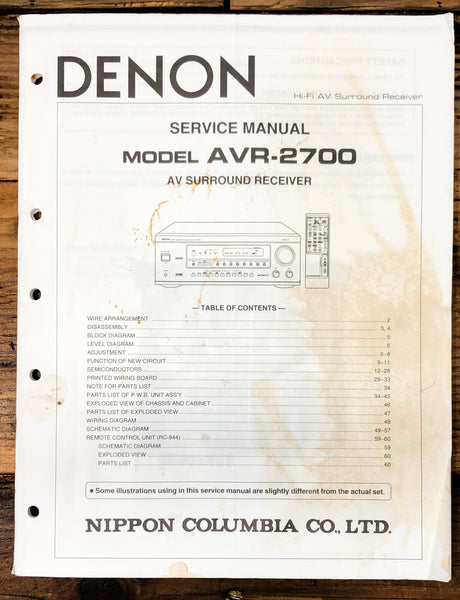 DENON
Hi-Fi AV Surround Receiver
SERVICE MANUAL
MODEL AVR-2700
AV SURROUND RECEIVER
— TABLE OF CONTENTS —
WIRE ARRANGEMENT 2
DISASSEMBLY 3, 4
BLOCK DIAGRAM 5
LEVEL DIAGRAM 6
ADJUSTMENT 6~8
FUNCTION OF NEW CIRCUIT 9~11
SEMICONDUCTORS 12~28
PRINTED WIRING BOARD 29~33
NOTE FOR PARTS LIST 34
PARTS LIST OF P.W.B. UNIT ASS'Y 34~45
EXPLODED VIEW OF CHASSIS AND CABINET 46
PARTS LIST OF EXPLODED VIEW 47
WIRING DIAGRAM 48
SCHEMATIC DIAGRAM 49~57
REMOTE CONTROL UNIT (RC-844) 59~60
SCHEMATIC DIAGRAM 59
EXPLODED VIEW 60
PARTS LIST 60
● Some illustrations using in this service manual are slightly different from the actual set.
NIPPON COLUMBIA CO., LTD.